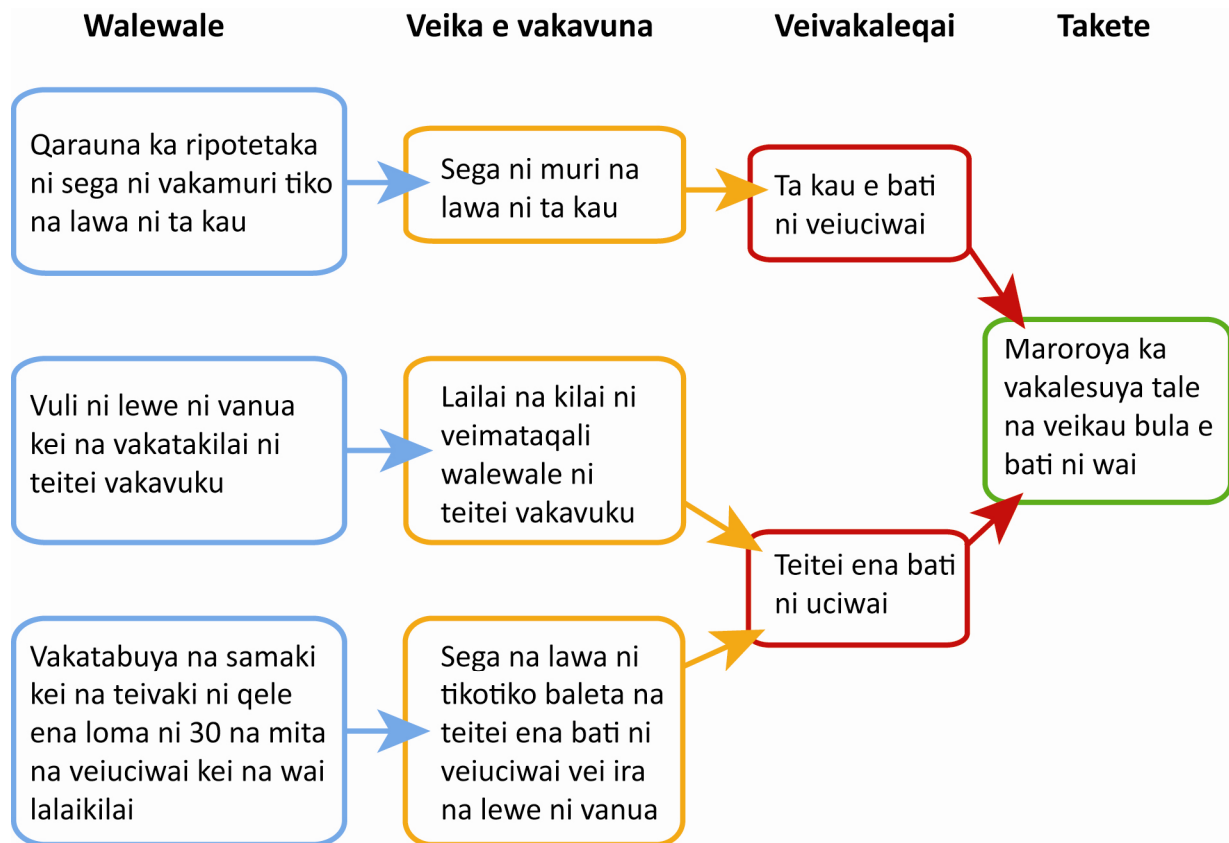 Walewale
Veika e vakavuna
Veivakaleqai
Takete
Qarauna ka ripotetaka
ni sega ni vakamuri tiko
na lawa ni ta kau
Sega ni muri na
lawa ni ta kau
Ta kau e bati
ni veiuciwai
Maroroya ka
vakalesuya tale
na veikau bula e
bati ni wai
Vuli ni lewe ni vanua
kei na vakatakilai ni
teitei vakavuku
Lailai na kilai ni
veimataqali
walewale ni
teitei vakavuku
Teitei ena bati
ni uciwai
Vakatabuya na samaki
kei na teivaki ni qele
ena loma ni 30 na mita
na veiuciwai kei na wai
lalaikilai
Sega na lawa ni
tikotiko baleta na
teitei ena bati ni
veiuciwai vei ira
na lewe ni vanua